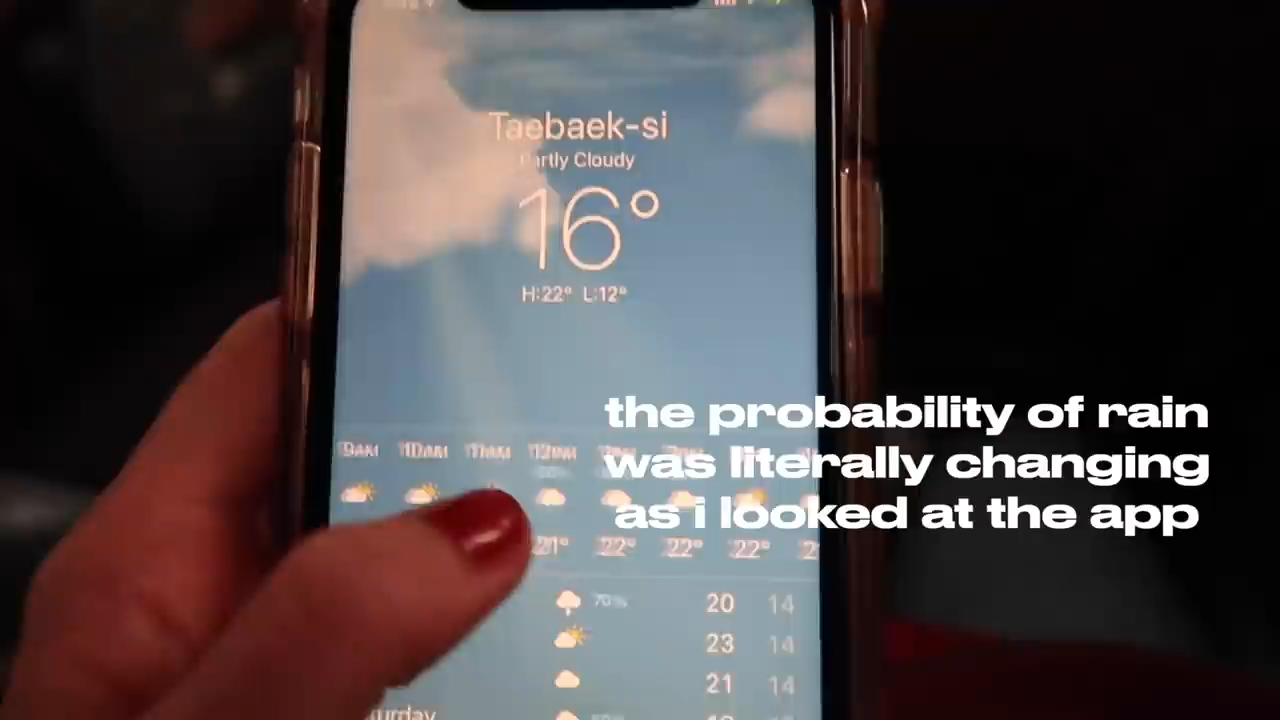 Taebaek-si
Partly Cloudy
16°
H:22° L:12°
the probability of rain
was literally changing
as i looked at the app
9AM 10AM 11AM 12PM
21° 22° 22° 22°
70% 20 14
23 14
21 14